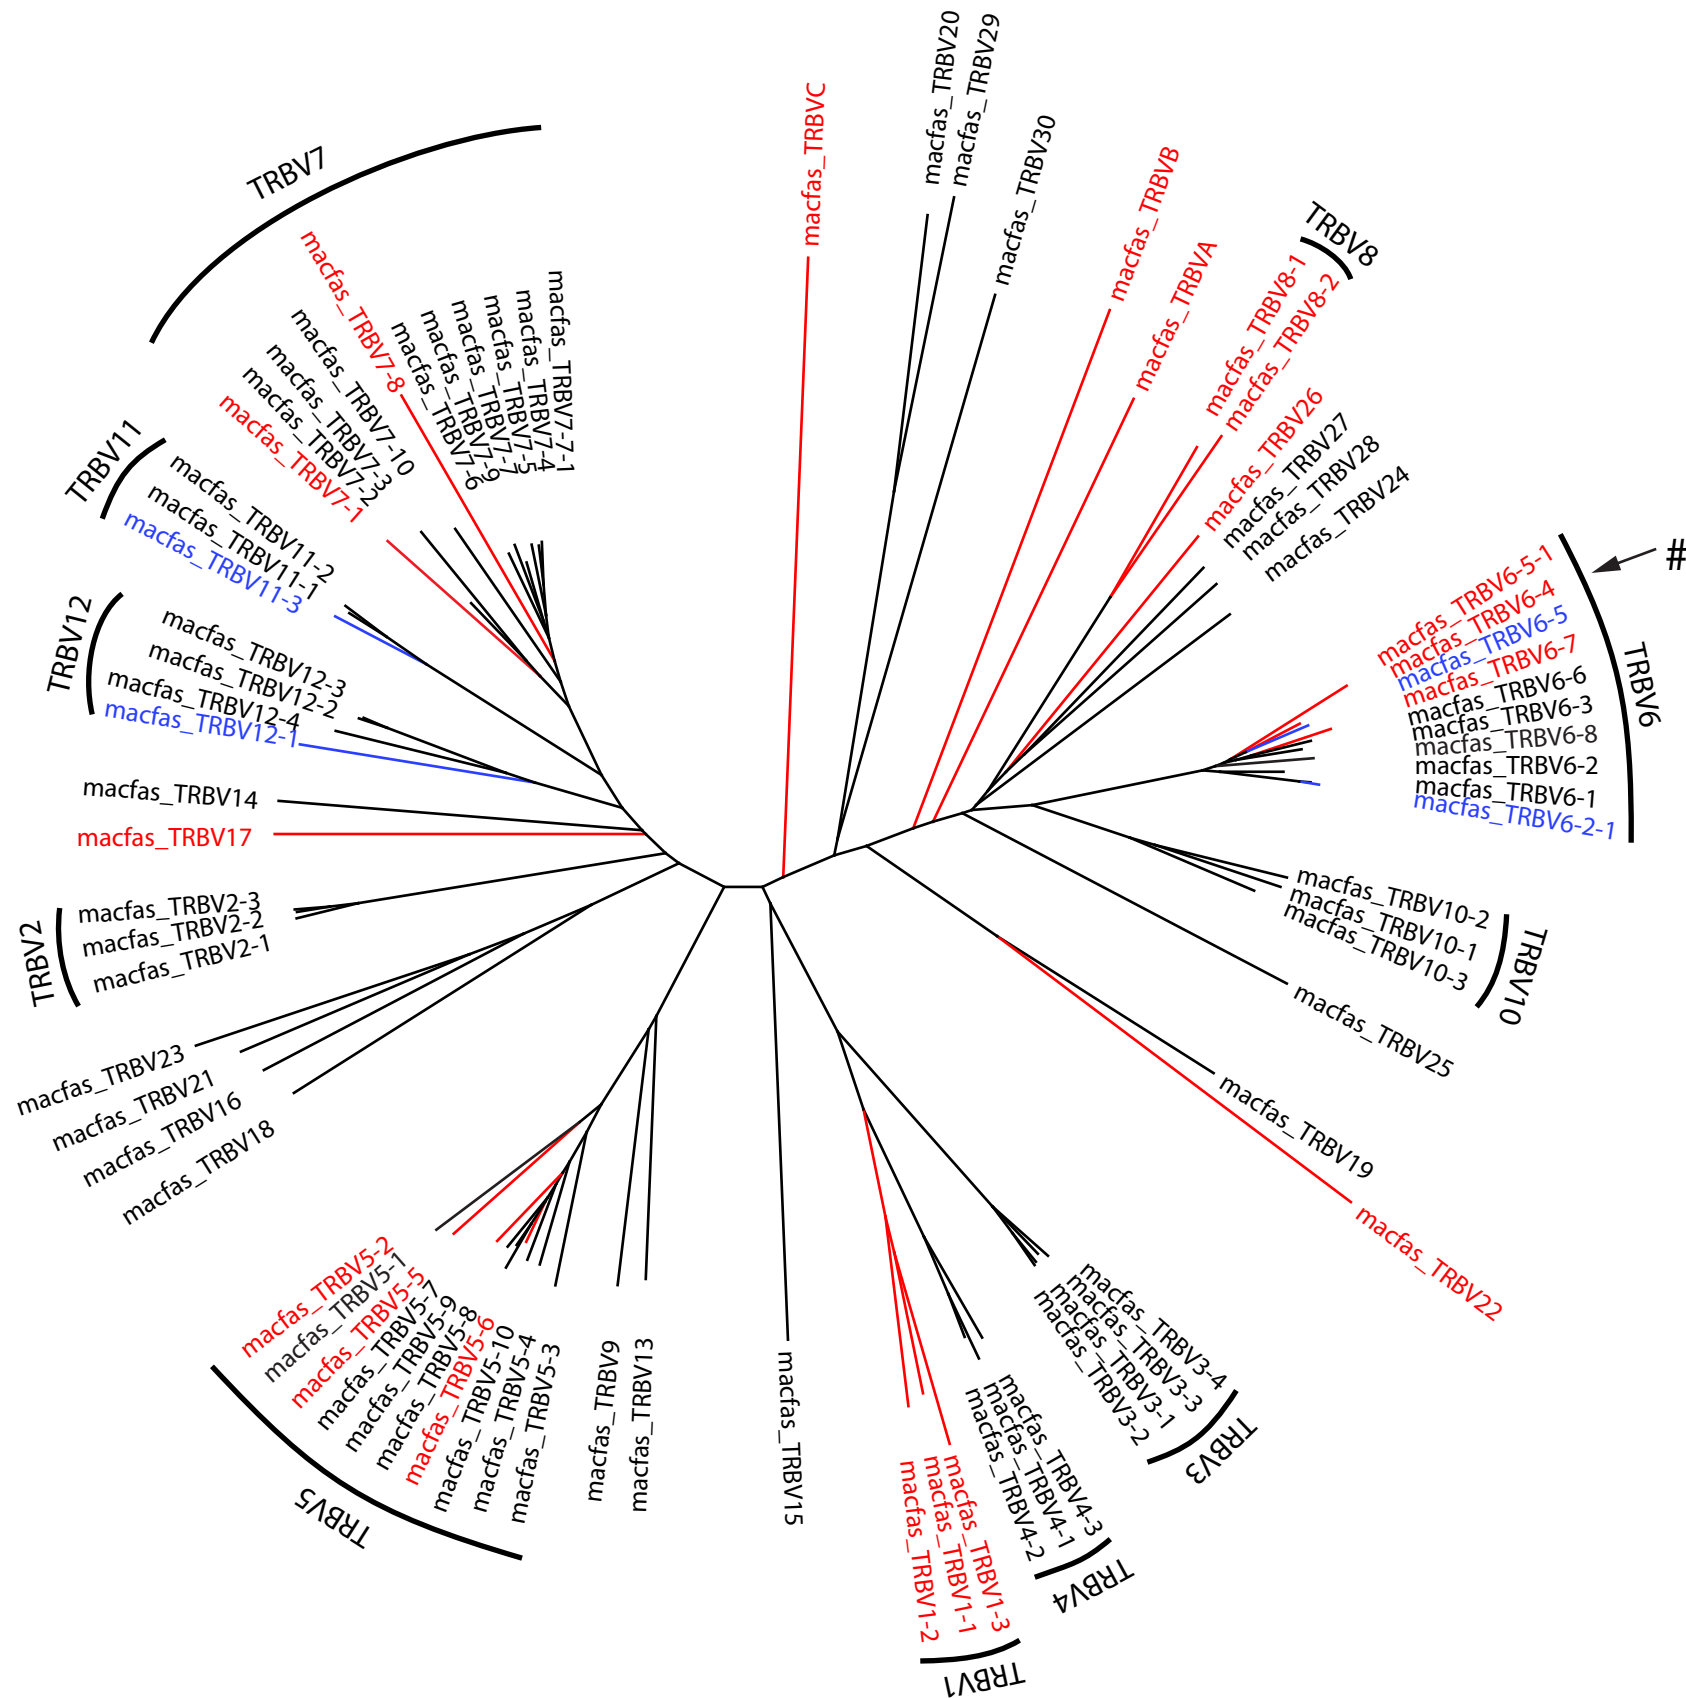 macfas_TRBVC
macfas_TRBV20
macfas_TRBV29
macfas_TRBV30
macfas_TRBVB
macfas_TRBVA
TRBV8
macfas_TRBV8-1
macfas_TRBV8-2
macfas_TRBV26
macfas_TRBV27
macfas_TRBV28
macfas_TRBV24
#
TRBV6
macfas_TRBV6-5-1
macfas_TRBV6-4
macfas_TRBV6-5
macfas_TRBV6-7
macfas_TRBV6-6
macfas_TRBV6-3
macfas_TRBV6-8
macfas_TRBV6-2
macfas_TRBV6-1
macfas_TRBV6-2-1
macfas_TRBV10-2
macfas_TRBV10-1
macfas_TRBV10-3
TRBV10
macfas_TRBV25
macfas_TRBV19
macfas_TRBV22
macfas_TRBV3-4
macfas_TRBV3-3
macfas_TRBV3-1
macfas_TRBV3-2
TRBV3
macfas_TRBV4-3
macfas_TRBV4-1
macfas_TRBV4-2
TRBV4
macfas_TRBV1-3
macfas_TRBV1-1
macfas_TRBV1-2
TRBV1
macfas_TRBV15
macfas_TRBV13
macfas_TRBV9
macfas_TRBV5-3
macfas_TRBV5-4
macfas_TRBV5-10
macfas_TRBV5-6
macfas_TRBV5-8
macfas_TRBV5-9
macfas_TRBV5-7
macfas_TRBV5-5
macfas_TRBV5-1
macfas_TRBV5-2
TRBV5
macfas_TRBV18
macfas_TRBV16
macfas_TRBV21
macfas_TRBV23
macfas_TRBV2-1
macfas_TRBV2-2
macfas_TRBV2-3
TRBV2
macfas_TRBV17
macfas_TRBV14
macfas_TRBV12-1
macfas_TRBV12-4
macfas_TRBV12-2
macfas_TRBV12-3
TRBV12
macfas_TRBV11-3
macfas_TRBV11-1
macfas_TRBV11-2
TRBV11
macfas_TRBV7-1
macfas_TRBV7-2
macfas_TRBV7-3
macfas_TRBV7-10
macfas_TRBV7-8
macfas_TRBV7-6
macfas_TRBV7-9
macfas_TRBV7-7
macfas_TRBV7-5
macfas_TRBV7-4
macfas_TRBV7-7-1
TRBV7